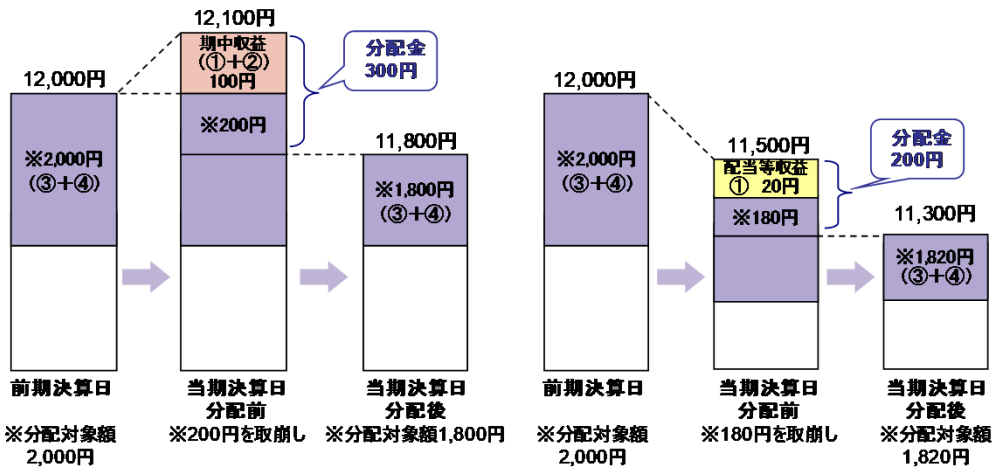 12,100円
期中収益
(①+②)
100円
分配金
300円
12,000円
※2,000円
(③+④)
※200円
11,800円
※1,800円
(③+④)
前期決算日
当期決算日
分配前
当期決算日
分配後
※分配対象額
2,000円
※200円を取崩し
※分配対象額1,800円
12,000円
※2,000円
(③+④)
11,500円
配当等収益
① 20円
※180円
分配金
200円
11,300円
※1,820円
(③+④)
前期決算日
当期決算日
分配前
当期決算日
分配後
※分配対象額
2,000円
※180円を取崩し
※分配対象額
1,820円